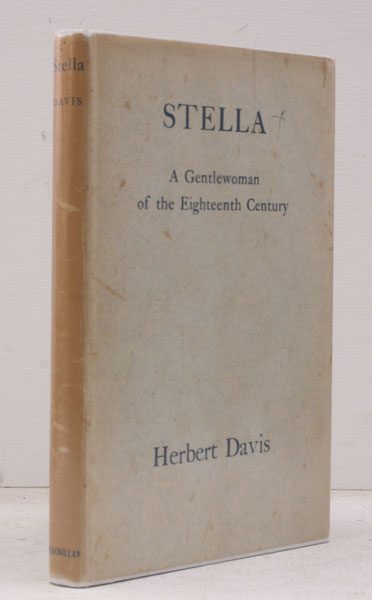 Stella
DAVIS
MACMILLAN
STELLA
A Gentlewoman
of the Eighteenth Century
Herbert Davis